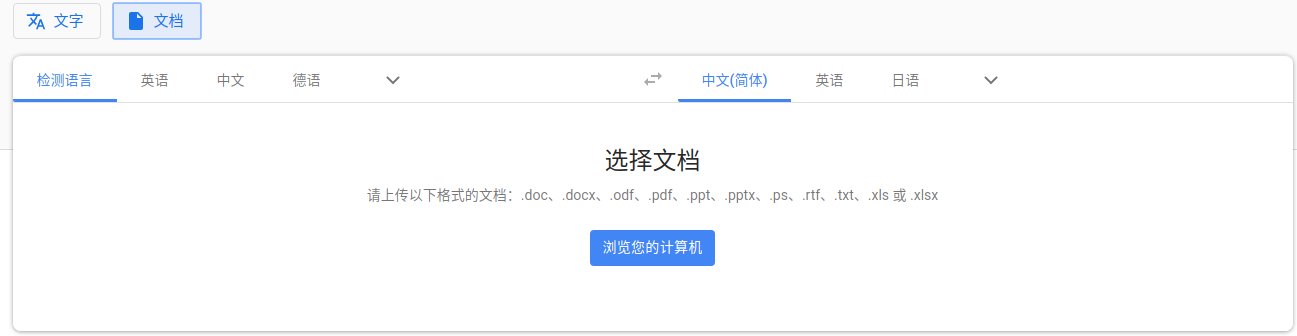 文字 文档
检测语言 英语 中文 德语 中文(简体) 英语 日语
选择文档
请上传以下格式的文档：.doc、.docx、.odf、.pdf、.ppt、.pptx、.ps、.rtf、.txt、.xls 或 .xlsx
浏览您的计算机